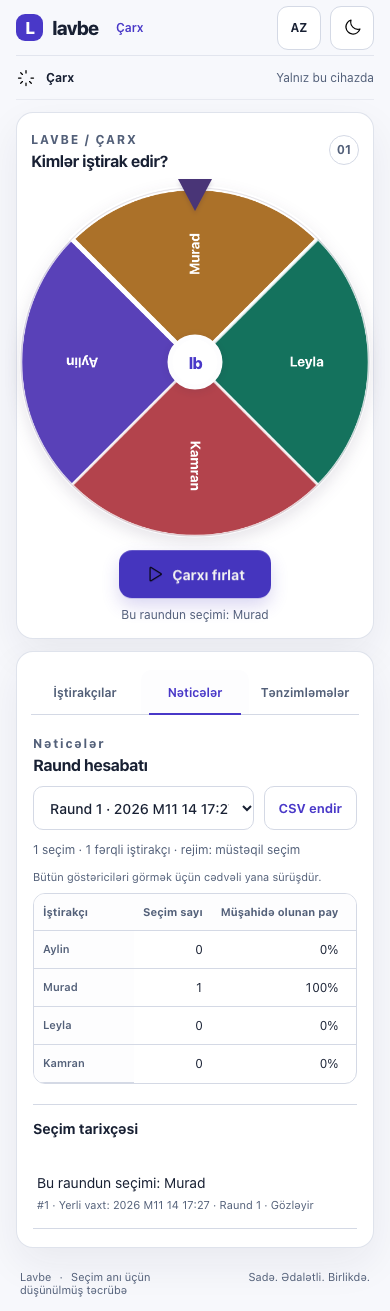 L lavbe Çarx AZ
Çarx Yalnız bu cihazda
LAVBE / ÇARX
Kimlər iştirak edir? 01
Murad
Aylin lb Leyla
Kamran
Çarxı fırlat
Bu raundun seçimi: Murad
İştirakçılar Nəticələr Tənzimləmələr
Nəticələr
Raund hesabatı
Raund 1 · 2026 M11 14 17:2 CSV endir
1 seçim · 1 fərqli iştirakçı · rejim: müstəqil seçim
Bütün göstəriciləri görmək üçün cədvəli yana sürüşdür.
İştirakçı Seçim sayı Müşahidə olunan pay
Aylin 0 0%
Murad 1 100%
Leyla 0 0%
Kamran 0 0%
Seçim tarixçəsi
Bu raundun seçimi: Murad
#1 · Yerli vaxt: 2026 M11 14 17:27 · Raund 1 · Gözləyir
Lavbe · Seçim anı üçün Sadə. Ədalətli. Birlikdə.
düşünülmüş təcrübə